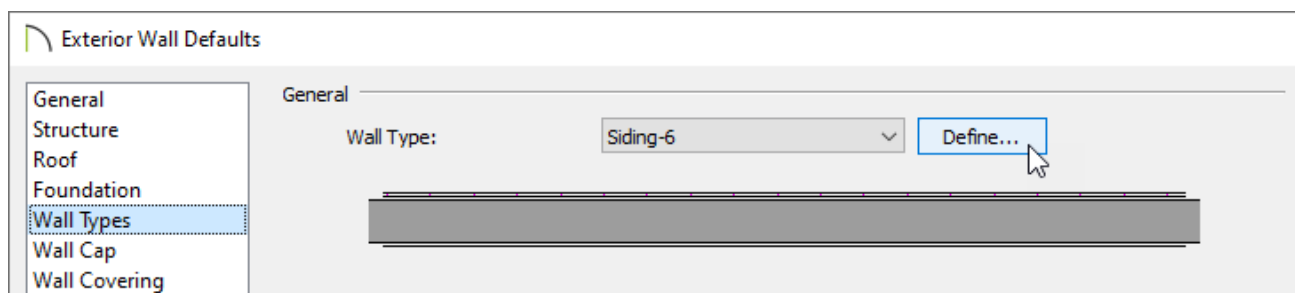 Exterior Wall Defaults
General
Structure
Roof
Foundation
Wall Types
Wall Cap
Wall Covering
General
Wall Type: Siding-6 Define...